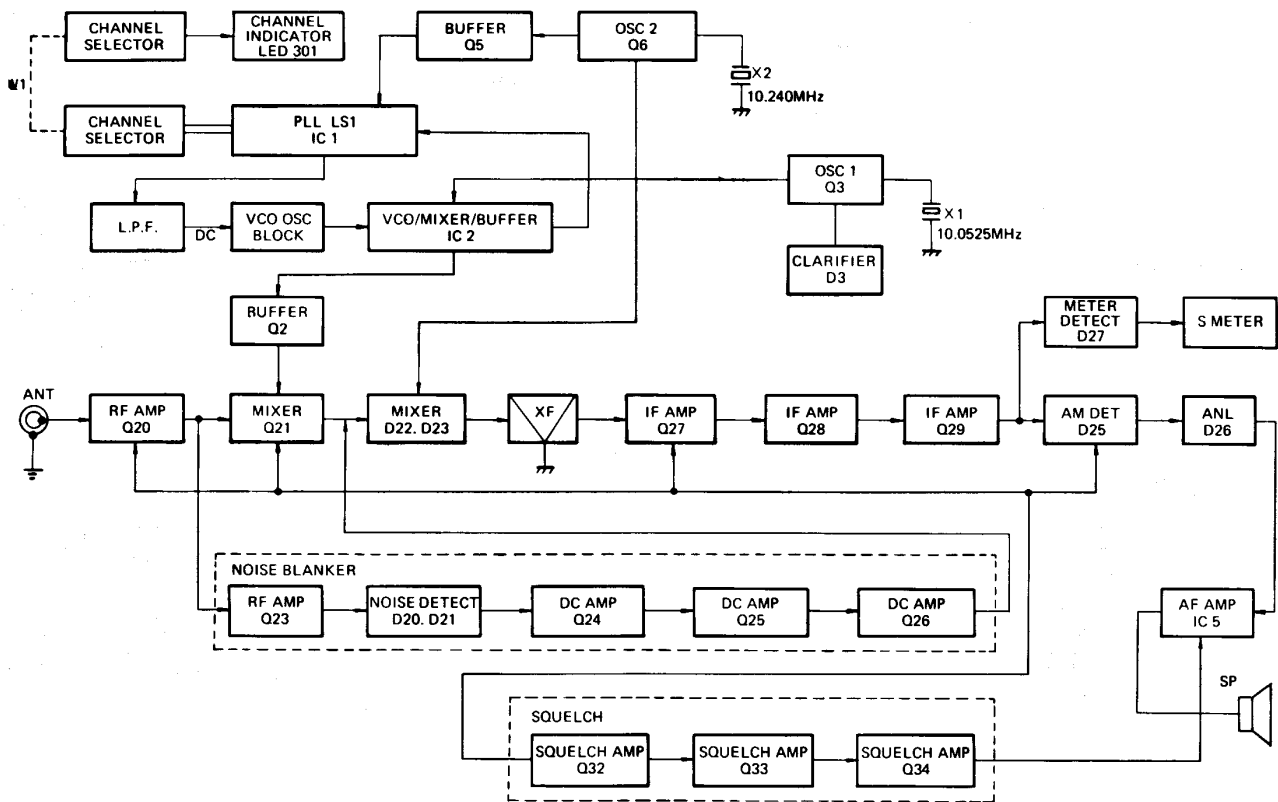 CHANNEL
SELECTOR
CHANNEL
INDICATOR
LED 301
BUFFER
Q5
OSC 2
Q6
X2
10.240MHz
CHANNEL
SELECTOR
PLL LS1
IC 1
OSC 1
Q3
X1
10.0525MHz
L.P.F.
DC
VCO OSC
BLOCK
VCO/MIXER/BUFFER
IC 2
CLARIFIER
D3
BUFFER
Q2
METER
DETECT
D27
S METER
ANT
RF AMP
Q20
MIXER
Q21
MIXER
D22. D23
XF
IF AMP
Q27
IF AMP
Q28
IF AMP
Q29
AM DET
D25
ANL
D26
NOISE BLANKER
RF AMP
Q23
NOISE DETECT
D20. D21
DC AMP
Q24
DC AMP
Q25
DC AMP
Q26
AF AMP
IC 5
SP
SQUELCH
SQUELCH AMP
Q32
SQUELCH AMP
Q33
SQUELCH AMP
Q34